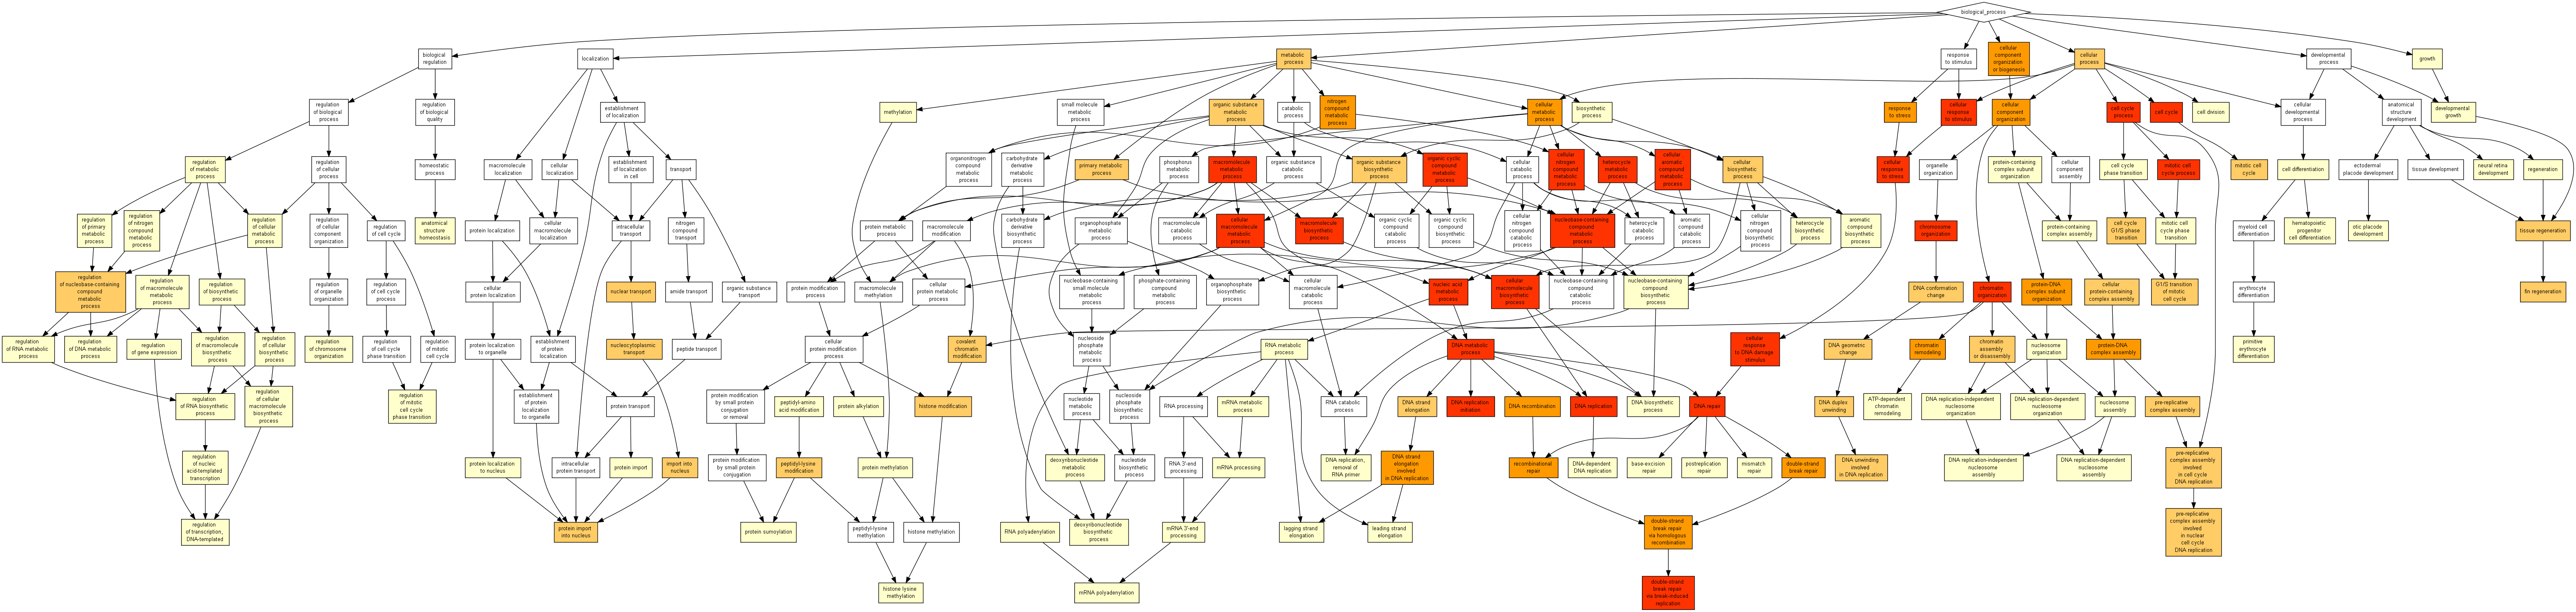 biological_process
biological
regulation
localization
metabolic
process
response
to stimulus
cellular
component
organization
or biogenesis
cellular
process
developmental
process
growth
regulation
of biological
process
regulation
of biological
quality
establishment
of localization
methylation
small molecule
metabolic
process
organic substance
metabolic
process
catabolic
process
nitrogen
compound
metabolic
process
cellular
metabolic
process
biosynthetic
process
response
to stress
cellular
response
to stimulus
cellular
component
organization
cell cycle
process
cell cycle
cell division
cellular
developmental
process
anatomical
structure
development
developmental
growth
regulation
of metabolic
process
regulation
of cellular
process
homeostatic
process
macromolecule
localization
cellular
localization
establishment
of localization
in cell
transport
organonitrogen
compound
metabolic
process
carbohydrate
derivative
metabolic
process
primary metabolic
process
phosphorus
metabolic
process
macromolecule
metabolic
process
organic substance
catabolic
process
organic substance
biosynthetic
process
organic cyclic
compound
metabolic
process
cellular
catabolic
process
cellular
nitrogen
compound
metabolic
process
heterocycle
metabolic
process
cellular
aromatic
compound
metabolic
process
cellular
biosynthetic
process
cellular
response
to stress
organelle
organization
protein-containing
complex subunit
organization
cellular
component
assembly
cell cycle
phase transition
mitotic cell
cycle process
mitotic cell
cycle
cell differentiation
ectodermal
placode development
tissue development
neural retina
development
regeneration
regulation
of primary
metabolic
process
regulation
of nitrogen
compound
metabolic
process
regulation
of cellular
metabolic
process
regulation
of cellular
component
organization
regulation
of cell cycle
anatomical
structure
homeostasis
protein localization
cellular
macromolecule
localization
intracellular
transport
nitrogen
compound
transport
protein metabolic
process
macromolecule
modification
carbohydrate
derivative
biosynthetic
process
organophosphate
metabolic
process
macromolecule
catabolic
process
cellular
macromolecule
metabolic
process
macromolecule
biosynthetic
process
organic cyclic
compound
catabolic
process
organic cyclic
compound
biosynthetic
process
cellular
nitrogen
compound
catabolic
process
nucleobase-containing
compound
metabolic
process
heterocycle
catabolic
process
aromatic
compound
catabolic
process
cellular
nitrogen
compound
biosynthetic
process
heterocycle
biosynthetic
process
aromatic
compound
biosynthetic
process
chromosome
organization
protein-containing
complex assembly
cell cycle
G1/S phase
transition
mitotic cell
cycle phase
transition
myeloid cell
differentiation
hematopoietic
progenitor
cell differentiation
otic placode
development
tissue regeneration
regulation
of nucleobase-containing
compound
metabolic
process
regulation
of macromolecule
metabolic
process
regulation
of biosynthetic
process
regulation
of organelle
organization
regulation
of cell cycle
process
cellular
protein localization
nuclear transport
amide transport
organic substance
transport
protein modification
process
macromolecule
methylation
cellular
protein metabolic
process
nucleobase-containing
small molecule
metabolic
process
phosphate-containing
compound
metabolic
process
organophosphate
biosynthetic
process
cellular
macromolecule
catabolic
process
nucleic acid
metabolic
process
cellular
macromolecule
biosynthetic
process
nucleobase-containing
compound
catabolic
process
nucleobase-containing
compound
biosynthetic
process
DNA conformation
change
chromatin
organization
protein-DNA
complex subunit
organization
cellular
protein-containing
complex assembly
G1/S transition
of mitotic
cell cycle
erythrocyte
differentiation
fin regeneration
regulation
of RNA metabolic
process
regulation
of DNA metabolic
process
regulation
of gene expression
regulation
of macromolecule
biosynthetic
process
regulation
of cellular
biosynthetic
process
regulation
of chromosome
organization
regulation
of cell cycle
phase transition
regulation
of mitotic
cell cycle
protein localization
to organelle
establishment
of protein
localization
nucleocytoplasmic
transport
peptide transport
cellular
protein modification
process
covalent
chromatin
modification
nucleoside
phosphate
metabolic
process
RNA metabolic
process
DNA metabolic
process
cellular
response
to DNA damage
stimulus
DNA geometric
change
chromatin
remodeling
chromatin
assembly
or disassembly
nucleosome
organization
protein-DNA
complex assembly
primitive
erythrocyte
differentiation
regulation
of RNA biosynthetic
process
regulation
of cellular
macromolecule
biosynthetic
process
regulation
of mitotic
cell cycle
phase transition
establishment
of protein
localization
to organelle
protein transport
protein modification
by small protein
conjugation
or removal
peptidyl-amino
acid modification
protein alkylation
histone modification
nucleotide
metabolic
process
nucleoside
phosphate
biosynthetic
process
RNA processing
mRNA metabolic
process
RNA catabolic
process
DNA strand
elongation
DNA replication
initiation
DNA recombination
DNA replication
DNA biosynthetic
process
DNA repair
DNA duplex
unwinding
ATP-dependent
chromatin
remodeling
DNA replication-independent
nucleosome
organization
DNA replication-dependent
nucleosome
organization
nucleosome
assembly
pre-replicative
complex assembly
regulation
of nucleic
acid-templated
transcription
protein localization
to nucleus
intracellular
protein transport
protein import
import into
nucleus
protein modification
by small protein
conjugation
peptidyl-lysine
modification
protein methylation
deoxyribonucleotide
metabolic
process
nucleotide
biosynthetic
process
RNA 3'-end
processing
mRNA processing
DNA replication,
removal of
RNA primer
DNA strand
elongation
involved
in DNA replication
recombinational
repair
DNA-dependent
DNA replication
base-excision
repair
postreplication
repair
mismatch
repair
double-strand
break repair
DNA unwinding
involved
in DNA replication
DNA replication-independent
nucleosome
assembly
DNA replication-dependent
nucleosome
assembly
pre-replicative
complex assembly
involved
in cell cycle
DNA replication
regulation
of transcription,
DNA-templated
protein import
into nucleus
protein sumoylation
peptidyl-lysine
methylation
histone methylation
RNA polyadenylation
deoxyribonucleotide
biosynthetic
process
mRNA 3'-end
processing
lagging strand
elongation
leading strand
elongation
double-strand
break repair
via homologous
recombination
pre-replicative
complex assembly
involved
in nuclear
cell cycle
DNA replication
histone lysine
methylation
mRNA polyadenylation
double-strand
break repair
via break-induced
replication